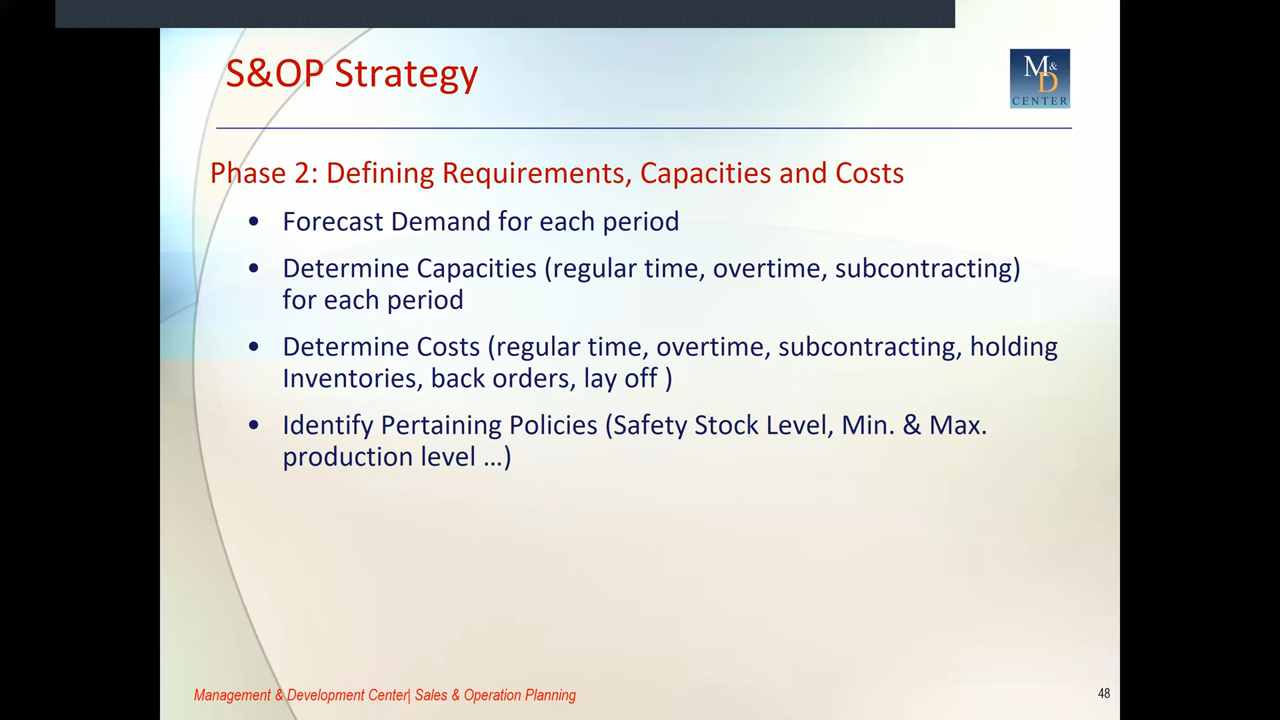 S&OP Strategy
M&D
CENTER
Phase 2: Defining Requirements, Capacities and Costs
• Forecast Demand for each period
• Determine Capacities (regular time, overtime, subcontracting)
for each period
• Determine Costs (regular time, overtime, subcontracting, holding
Inventories, back orders, lay off )
• Identify Pertaining Policies (Safety Stock Level, Min. & Max.
production level ...)
Management & Development Center| Sales & Operation Planning
48